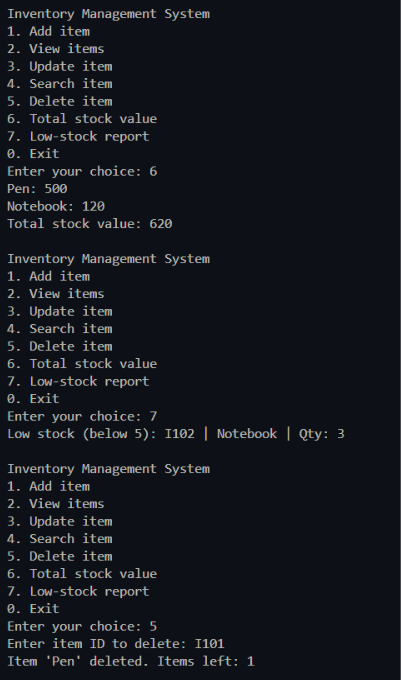 Inventory Management System
1. Add item
2. View items
3. Update item
4. Search item
5. Delete item
6. Total stock value
7. Low-stock report
0. Exit
Enter your choice: 6
Pen: 500
Notebook: 120
Total stock value: 620

Inventory Management System
1. Add item
2. View items
3. Update item
4. Search item
5. Delete item
6. Total stock value
7. Low-stock report
0. Exit
Enter your choice: 7
Low stock (below 5): I102 | Notebook | Qty: 3

Inventory Management System
1. Add item
2. View items
3. Update item
4. Search item
5. Delete item
6. Total stock value
7. Low-stock report
0. Exit
Enter your choice: 5
Enter item ID to delete: I101
Item 'Pen' deleted. Items left: 1